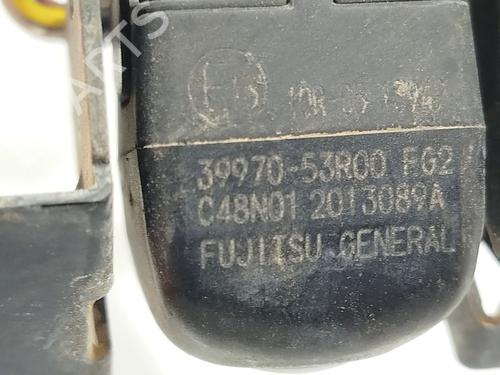 39970-53R00 FG2
C48N01 2013089A
FUJITSU GENERAL